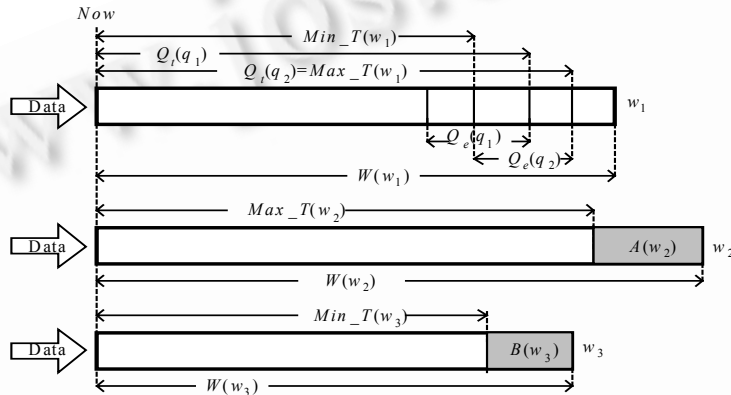 Now
Min_T(w1)
Qt(q1)
Qt(q2)=Max_T(w1)
Data
w1
Qe(q1)
Qe(q2)
W(w1)
Max_T(w2)
Data
A(w2)
w2
W(w2)
Min_T(w3)
Data
B(w3)
w3
W(w3)